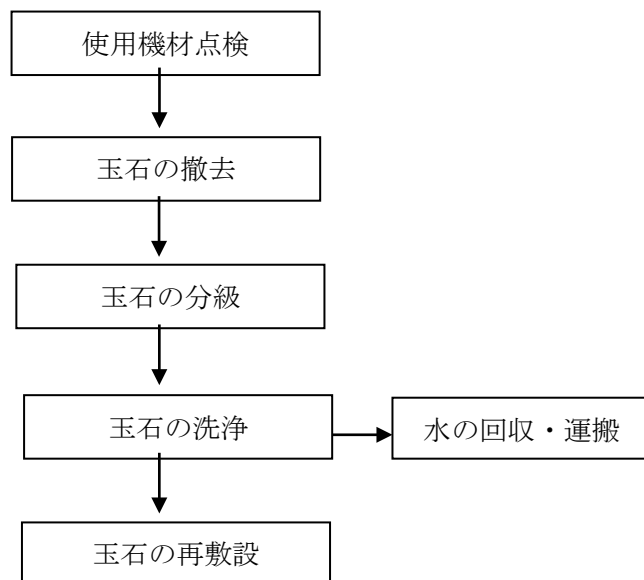 使用機材点検
玉石の撤去
玉石の分級
玉石の洗浄
水の回収・運搬
玉石の再敷設